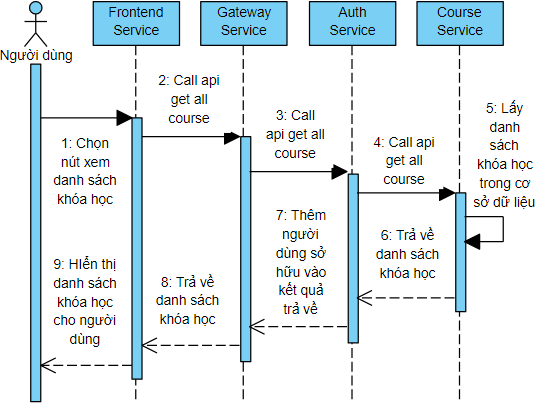 Người dùng
Frontend
Service
Gateway
Service
Auth
Service
Course
Service
1: Chọn
nút xem
danh sách
khóa học
2: Call api
get all
course
3: Call
api get all
course
4: Call api
get all
course
5: Lấy
danh
sách
khóa học
trong cơ
sở dữ liệu
6: Trả về
danh sách
khóa học
7: Thêm
người
dùng sở
hữu vào
kết quả
trả về
8: Trả về
danh sách
khóa học
9: HIển thị
danh sách
khóa học
cho người
dùng